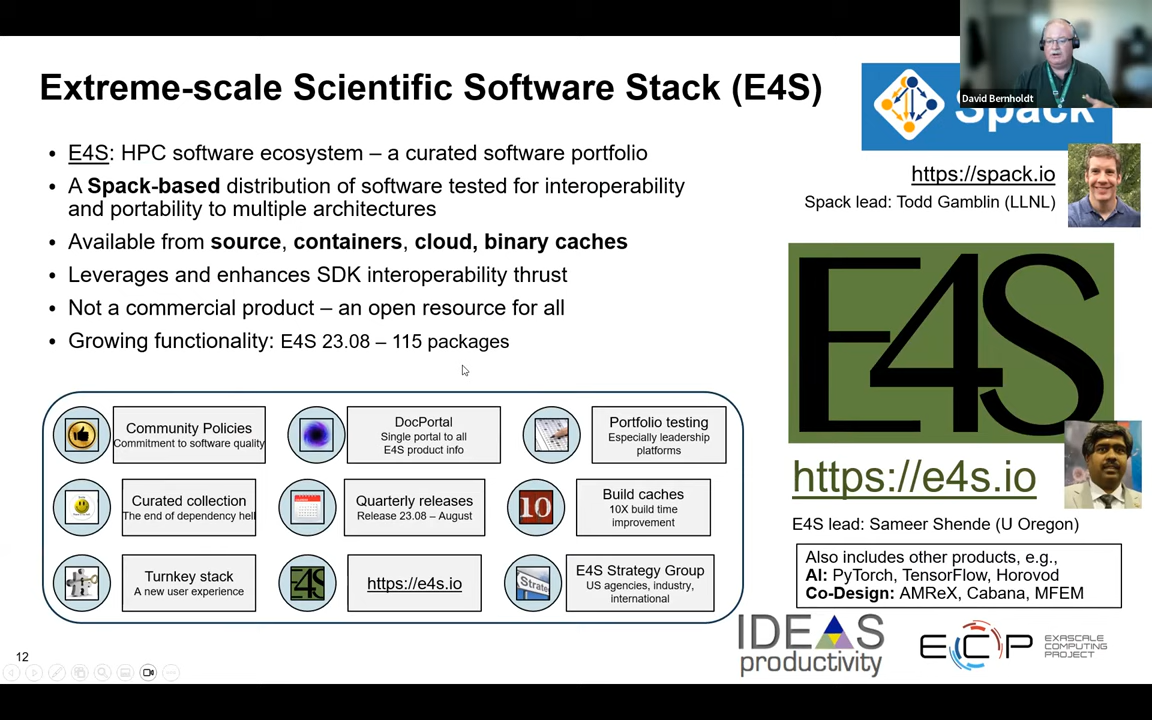 Extreme-scale Scientific Software Stack (E4S)
• E4S: HPC software ecosystem – a curated software portfolio
• A Spack-based distribution of software tested for interoperability
and portability to multiple architectures
• Available from source, containers, cloud, binary caches
• Leverages and enhances SDK interoperability thrust
• Not a commercial product – an open resource for all
• Growing functionality: E4S 23.08 – 115 packages
Community Policies
Commitment to software quality
DocPortal
Single portal to all
E4S product info
Portfolio testing
Especially leadership
platforms
Curated collection
The end of dependency hell
Quarterly releases
Release 23.08 – August
10
Build caches
10X build time
improvement
Turnkey stack
A new user experience
E4S
https://e4s.io
Strate
E4S Strategy Group
US agencies, industry,
international
David Bernholdt
Spack
https://spack.io
Spack lead: Todd Gamblin (LLNL)
E4S
https://e4s.io
E4S lead: Sameer Shende (U Oregon)
Also includes other products, e.g.,
AI: PyTorch, TensorFlow, Horovod
Co-Design: AMReX, Cabana, MFEM
IDEAS
productivity
ECP
EXASCALE
COMPUTING
PROJECT
12